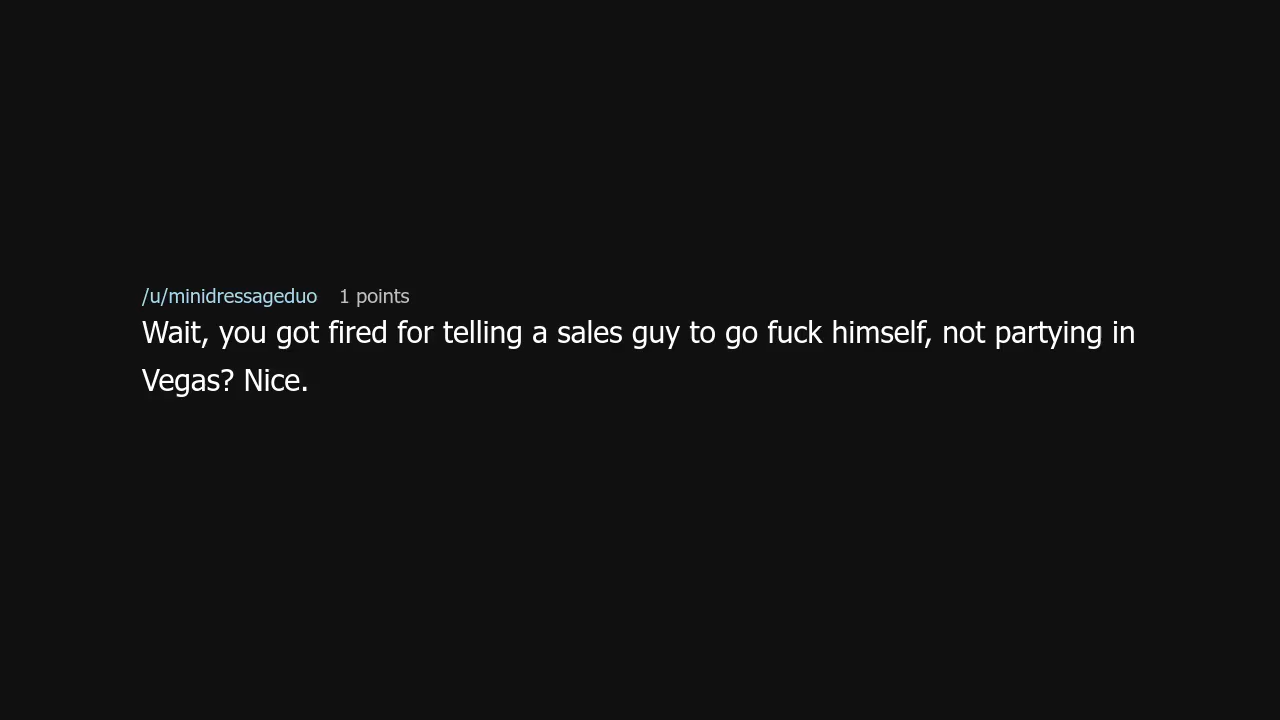 /u/minidressageduo 1 points
Wait, you got fired for telling a sales guy to go fuck himself, not partying in
Vegas? Nice.